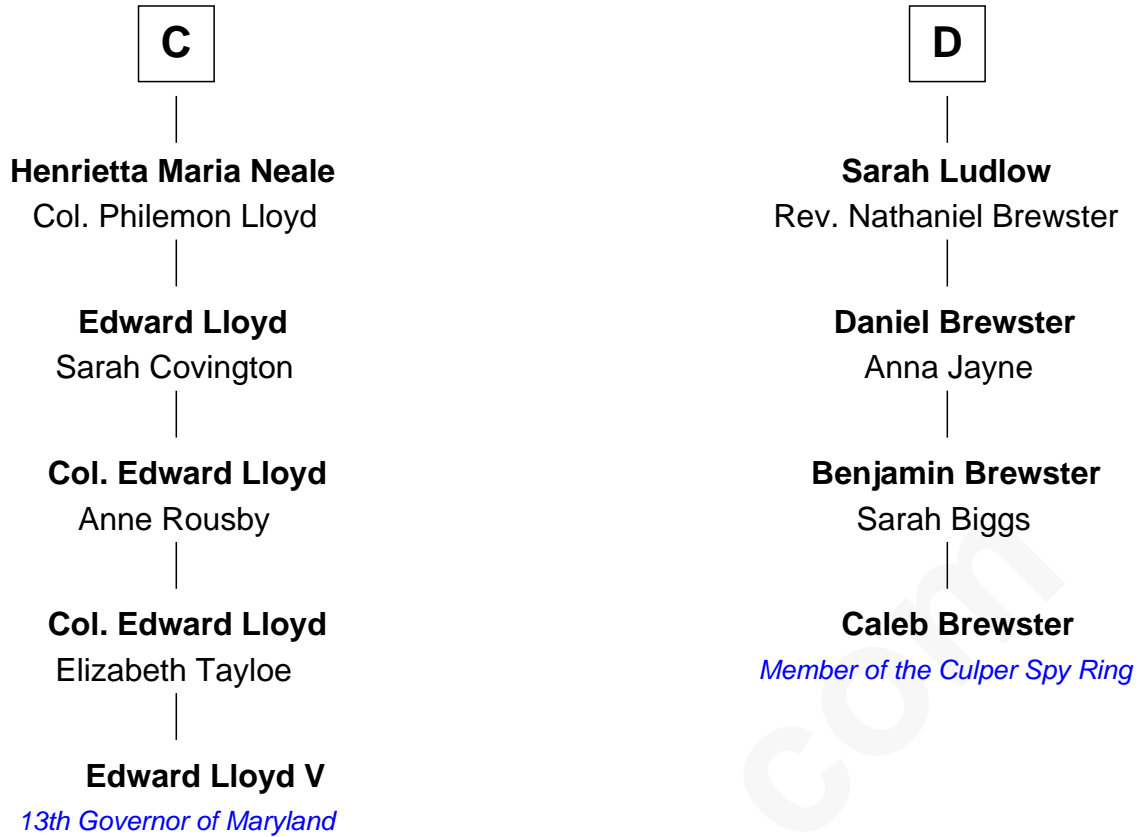 C
Henrietta Maria Neale
Col. Philemon Lloyd
Edward Lloyd
Sarah Covington
Col. Edward Lloyd
Anne Rousby
Col. Edward Lloyd
Elizabeth Tayloe
Edward Lloyd V
13th Governor of Maryland
D
Sarah Ludlow
Rev. Nathaniel Brewster
Daniel Brewster
Anna Jayne
Benjamin Brewster
Sarah Biggs
Caleb Brewster
Member of the Culper Spy Ring
com